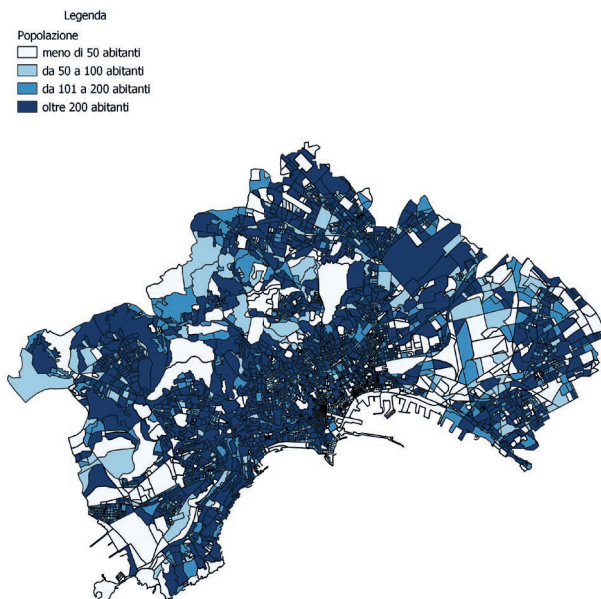 Legenda
Popolazione
meno di 50 abitanti
da 50 a 100 abitanti
da 101 a 200 abitanti
oltre 200 abitanti